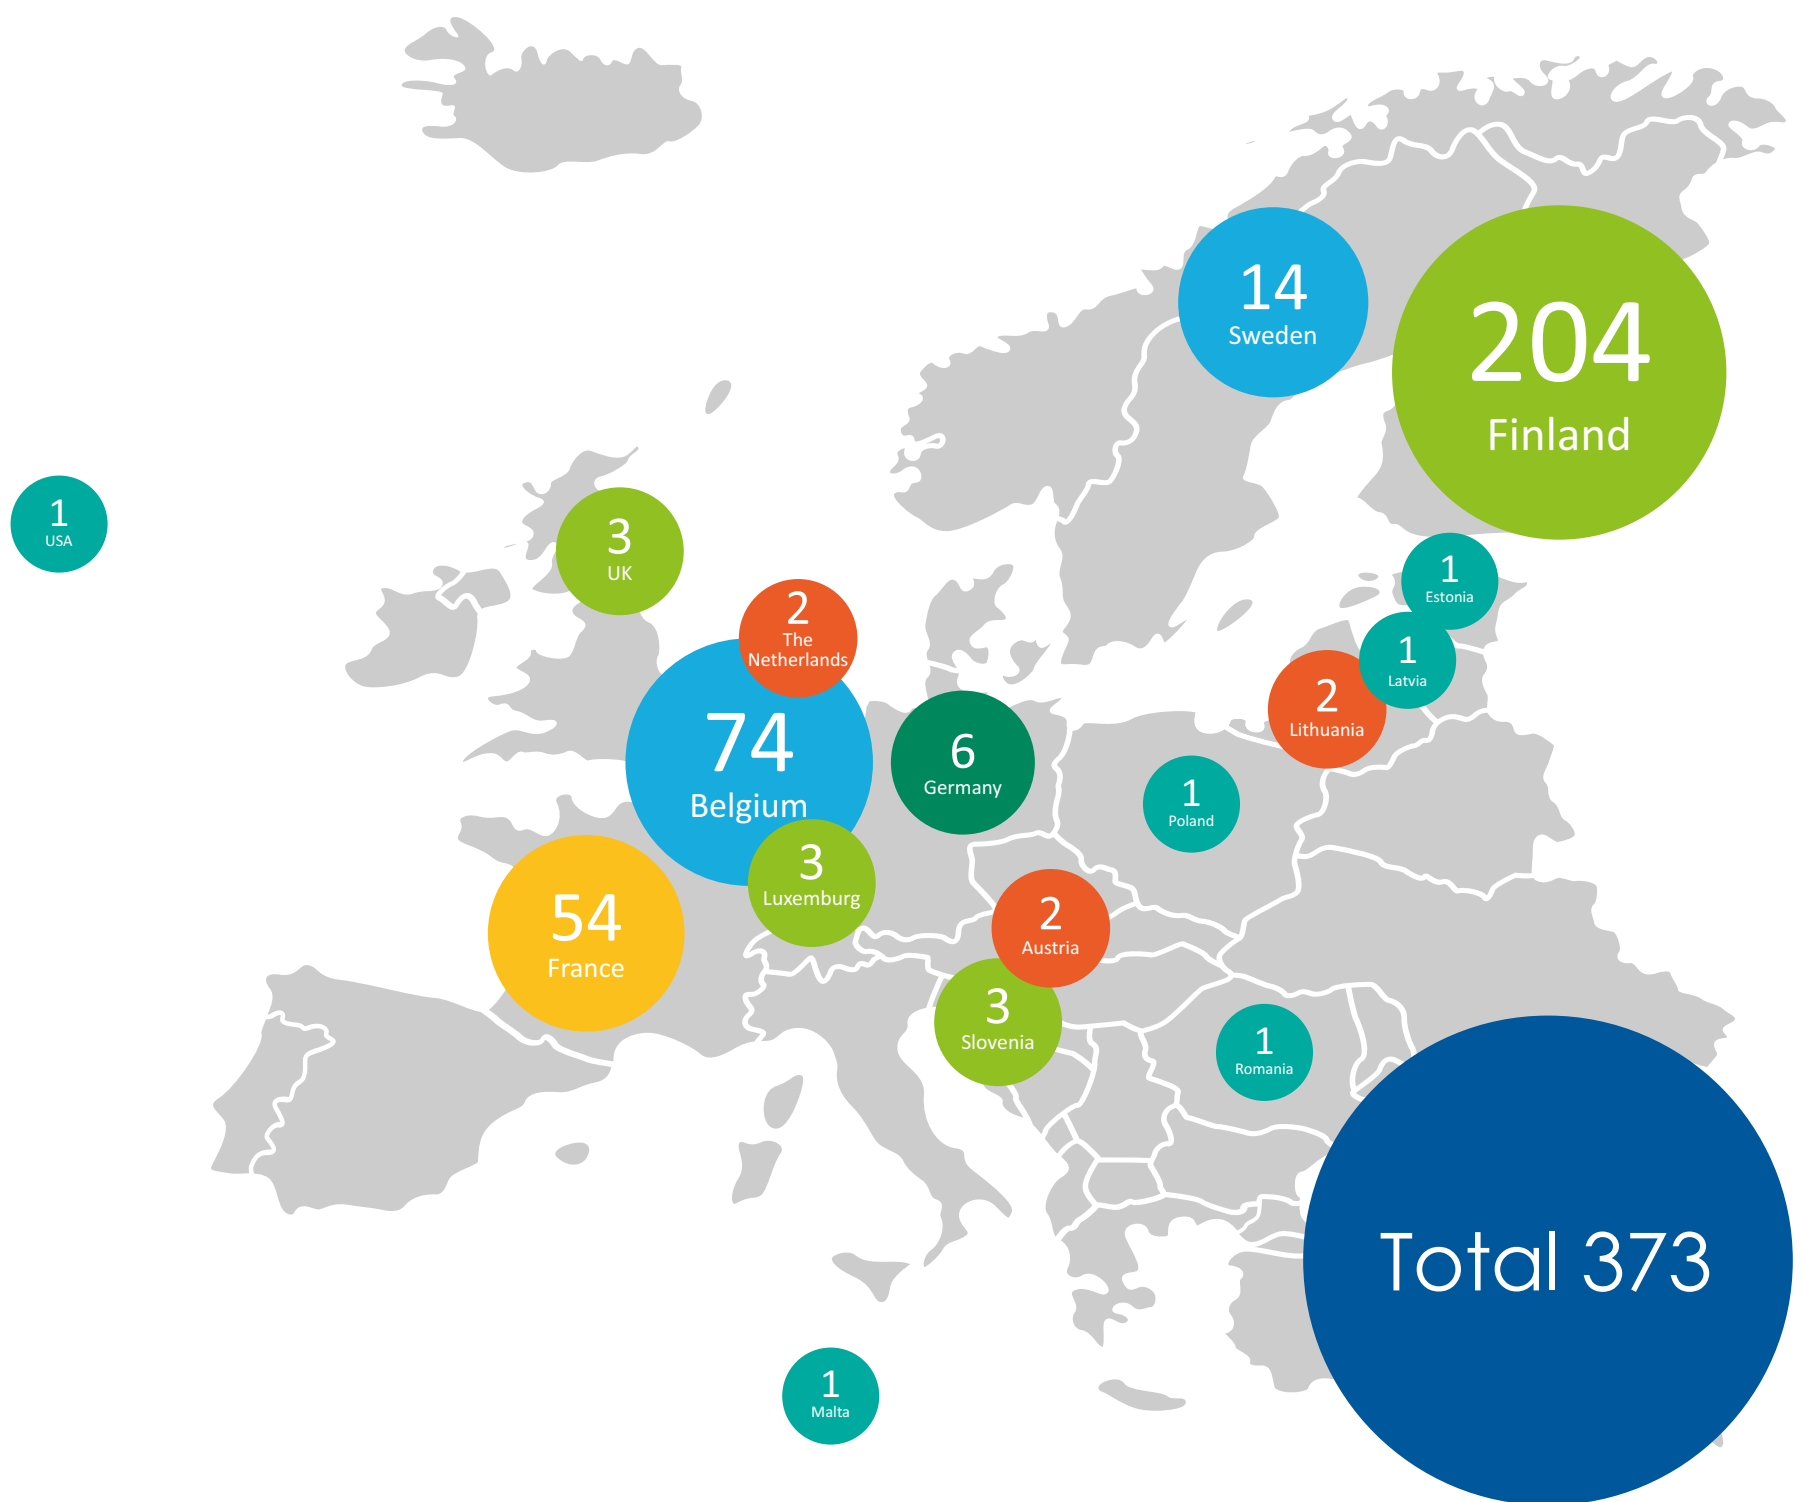 14
Sweden
204
Finland
1
USA
3
UK
1
Estonia
2
The
Netherlands
1
Latvia
2
Lithuania
74
Belgium
6
Germany
1
Poland
3
Luxemburg
54
France
2
Austria
3
Slovenia
1
Romania
Total 373
1
Malta